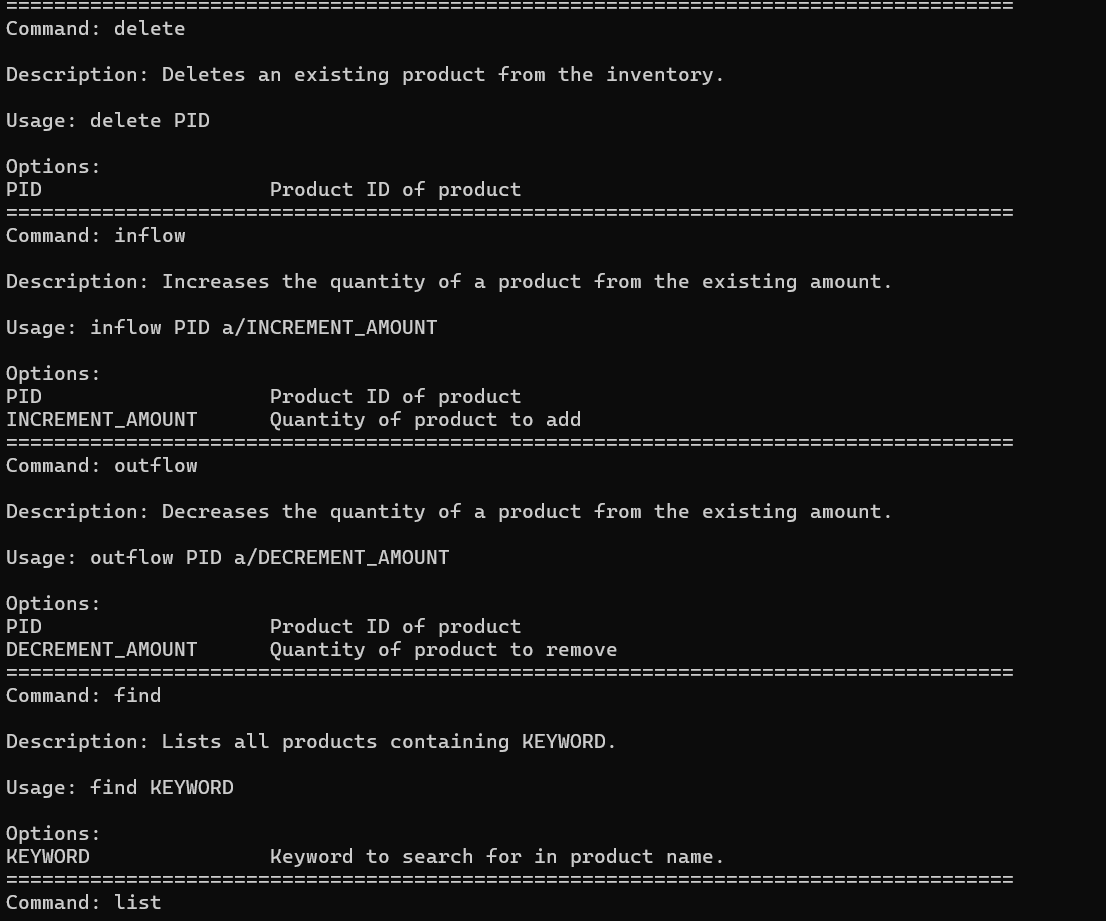 ====================================================================================
Command: delete
Description: Deletes an existing product from the inventory.
Usage: delete PID
Options:
PID                   Product ID of product
====================================================================================
Command: inflow
Description: Increases the quantity of a product from the existing amount.
Usage: inflow PID a/INCREMENT_AMOUNT
Options:
PID                   Product ID of product
INCREMENT_AMOUNT      Quantity of product to add
====================================================================================
Command: outflow
Description: Decreases the quantity of a product from the existing amount.
Usage: outflow PID a/DECREMENT_AMOUNT
Options:
PID                   Product ID of product
DECREMENT_AMOUNT      Quantity of product to remove
====================================================================================
Command: find
Description: Lists all products containing KEYWORD.
Usage: find KEYWORD
Options:
KEYWORD               Keyword to search for in product name.
====================================================================================
Command: list